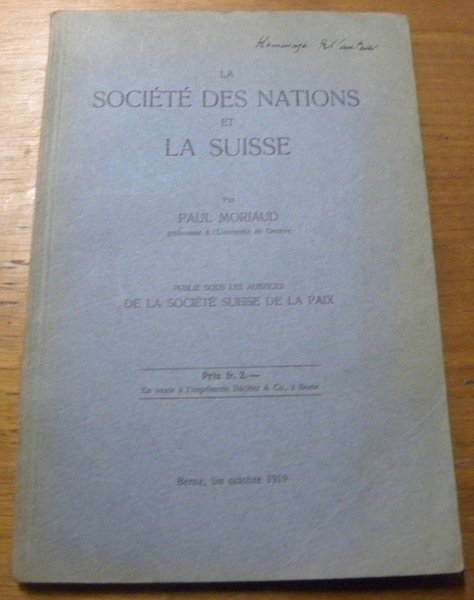 Hommage de l'auteur
LA
SOCIÉTÉ DES NATIONS
ET
LA SUISSE
Par
PAUL MORIAUD
professeur à l'Université de Genève
PUBLIÉ SOUS LES AUSPICES
DE LA SOCIÉTÉ SUISSE DE LA PAIX
Prix fr. 2.—
En vente à l'Imprimerie & Co., à Berne
Berne, octobre 1919